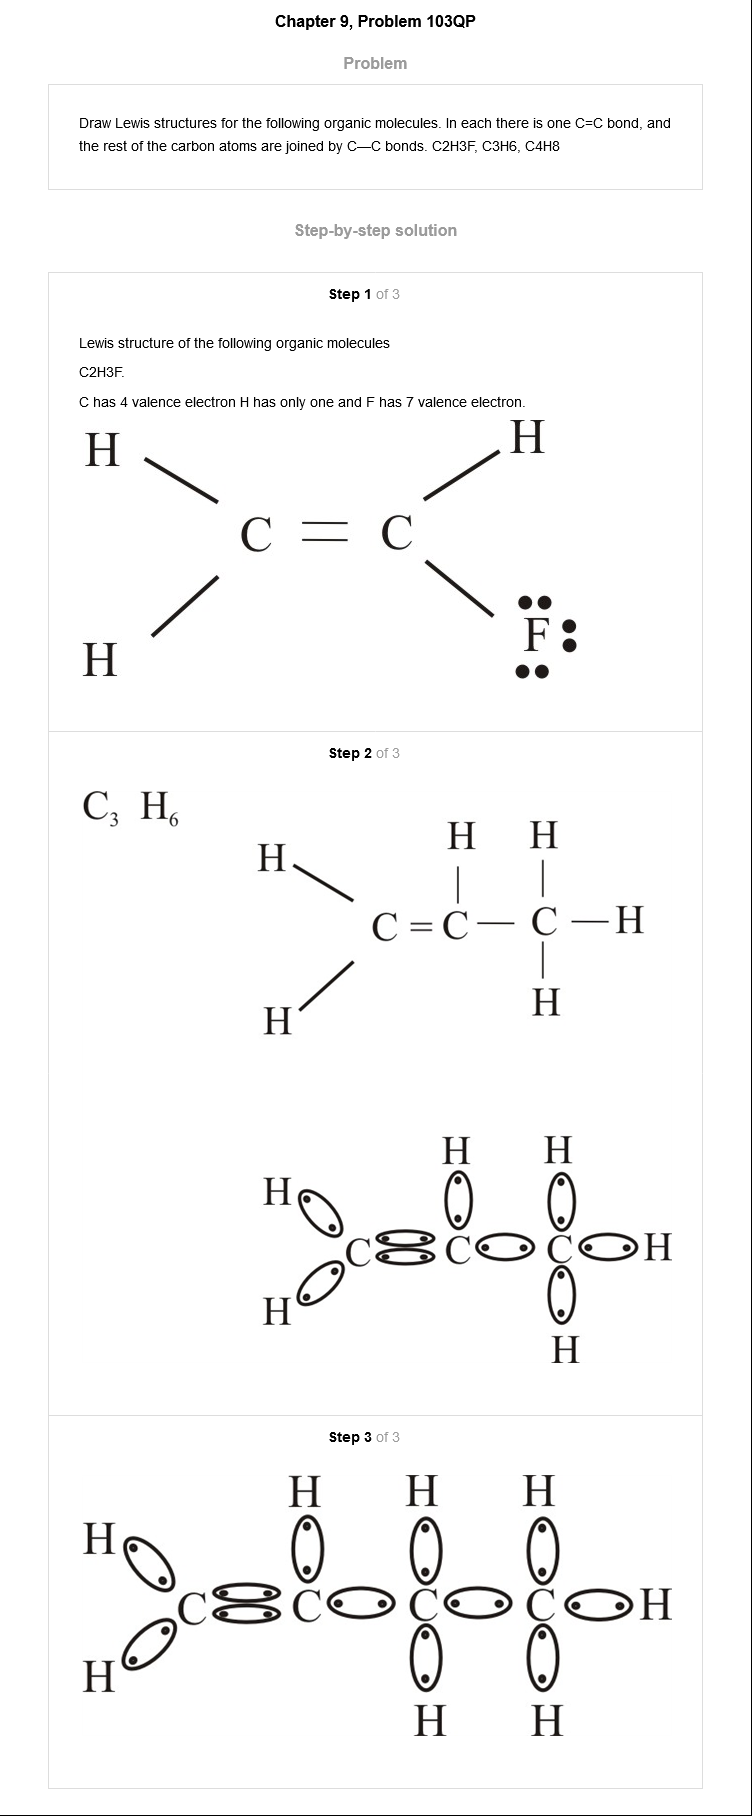 Chapter 9, Problem 103QP
Problem
Draw Lewis structures for the following organic molecules. In each there is one C=C bond, and
the rest of the carbon atoms are joined by C—C bonds. C2H3F, C3H6, C4H8
Step-by-step solution
Step 1 of 3
Lewis structure of the following organic molecules
C2H3F.
C has 4 valence electron H has only one and F has 7 valence electron.
H H
C = C
F
H
Step 2 of 3
C₃ H₆
H H
H
C = C — C — H
H
H
H H
H
C C C H
H
H
Step 3 of 3
H H H
H
C C C C H
H
H H